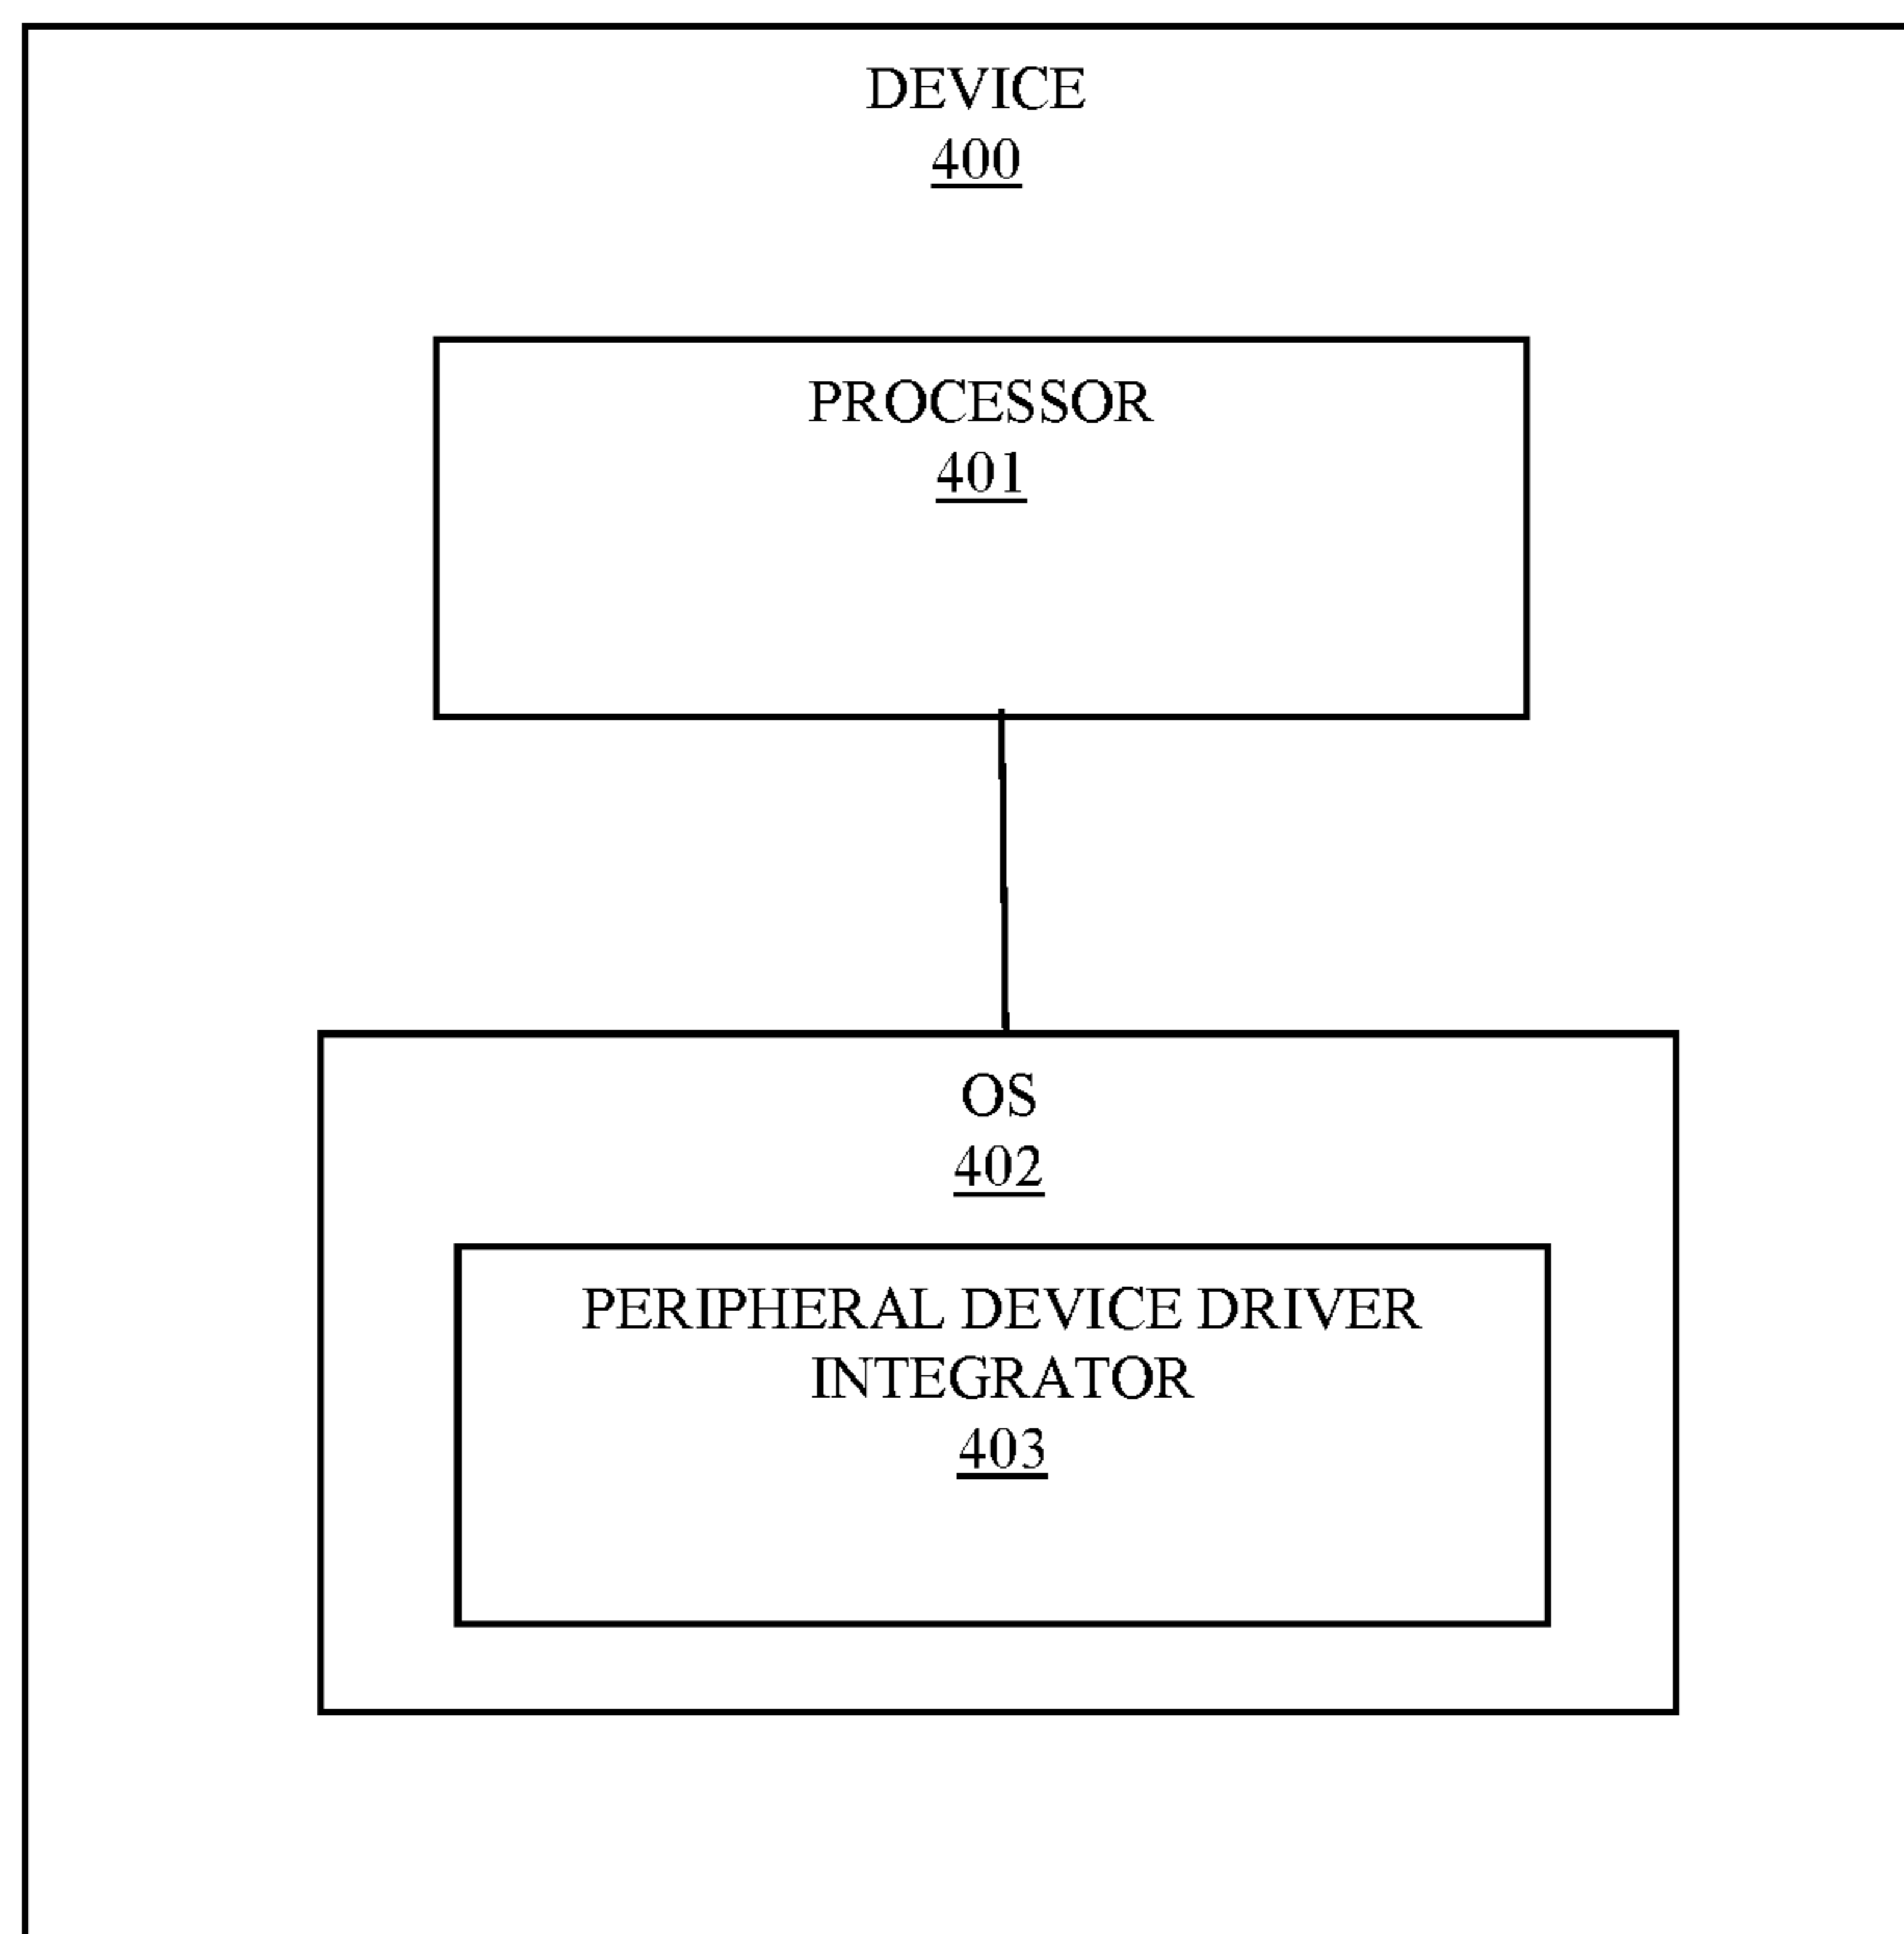 DEVICE
400
PROCESSOR
401
OS
402
PERIPHERAL DEVICE DRIVER
INTEGRATOR
403